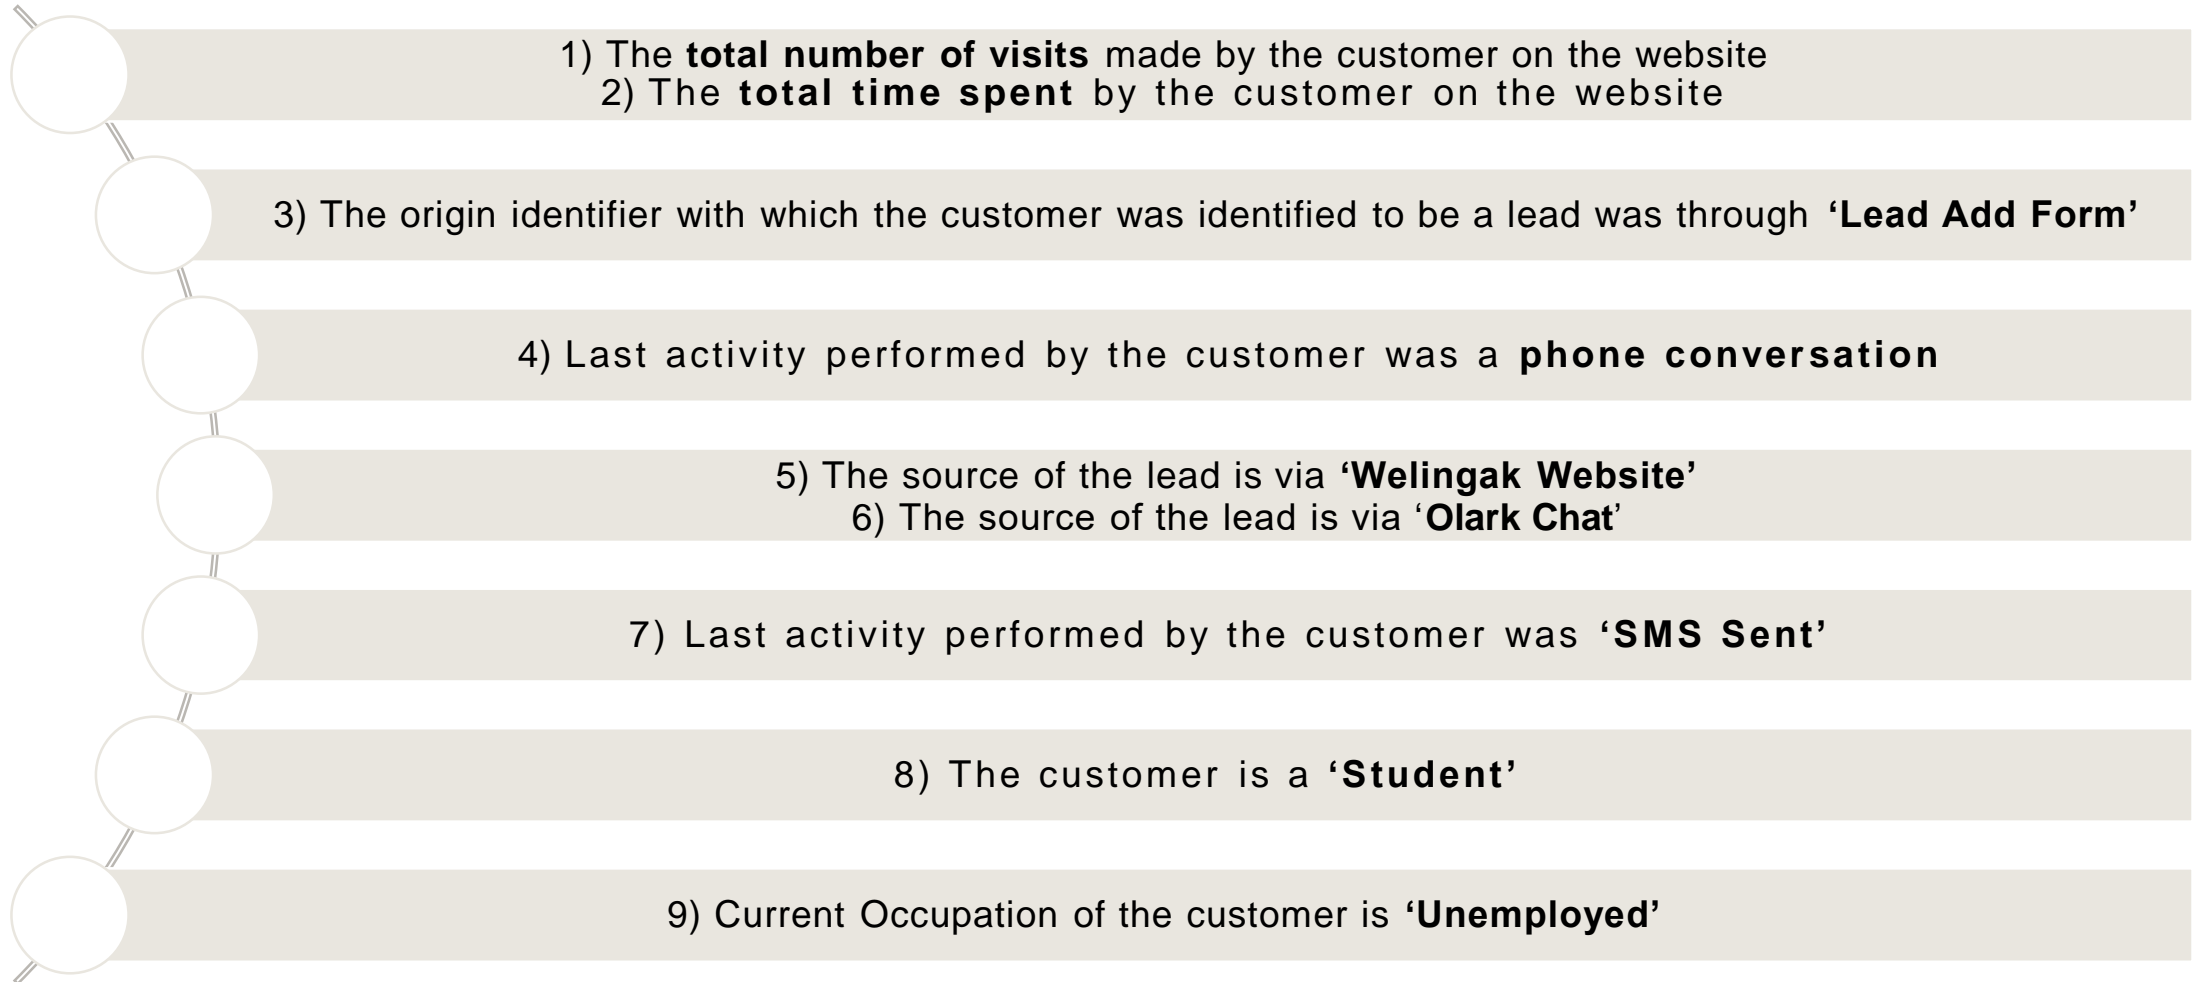 1) The total number of visits made by the customer on the website
2) The total time spent by the customer on the website
3) The origin identifier with which the customer was identified to be a lead was through ‘Lead Add Form’
4) Last activity performed by the customer was a phone conversation
5) The source of the lead is via ‘Welingak Website’
6) The source of the lead is via ‘Olark Chat’
7) Last activity performed by the customer was ‘SMS Sent’
8) The customer is a ‘Student’
9) Current Occupation of the customer is ‘Unemployed’